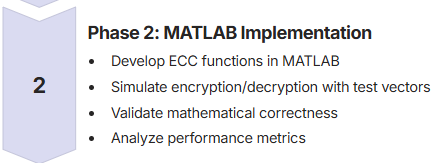 Phase 2: MATLAB Implementation
• Develop ECC functions in MATLAB
2
• Simulate encryption/decryption with test vectors
• Validate mathematical correctness
• Analyze performance metrics